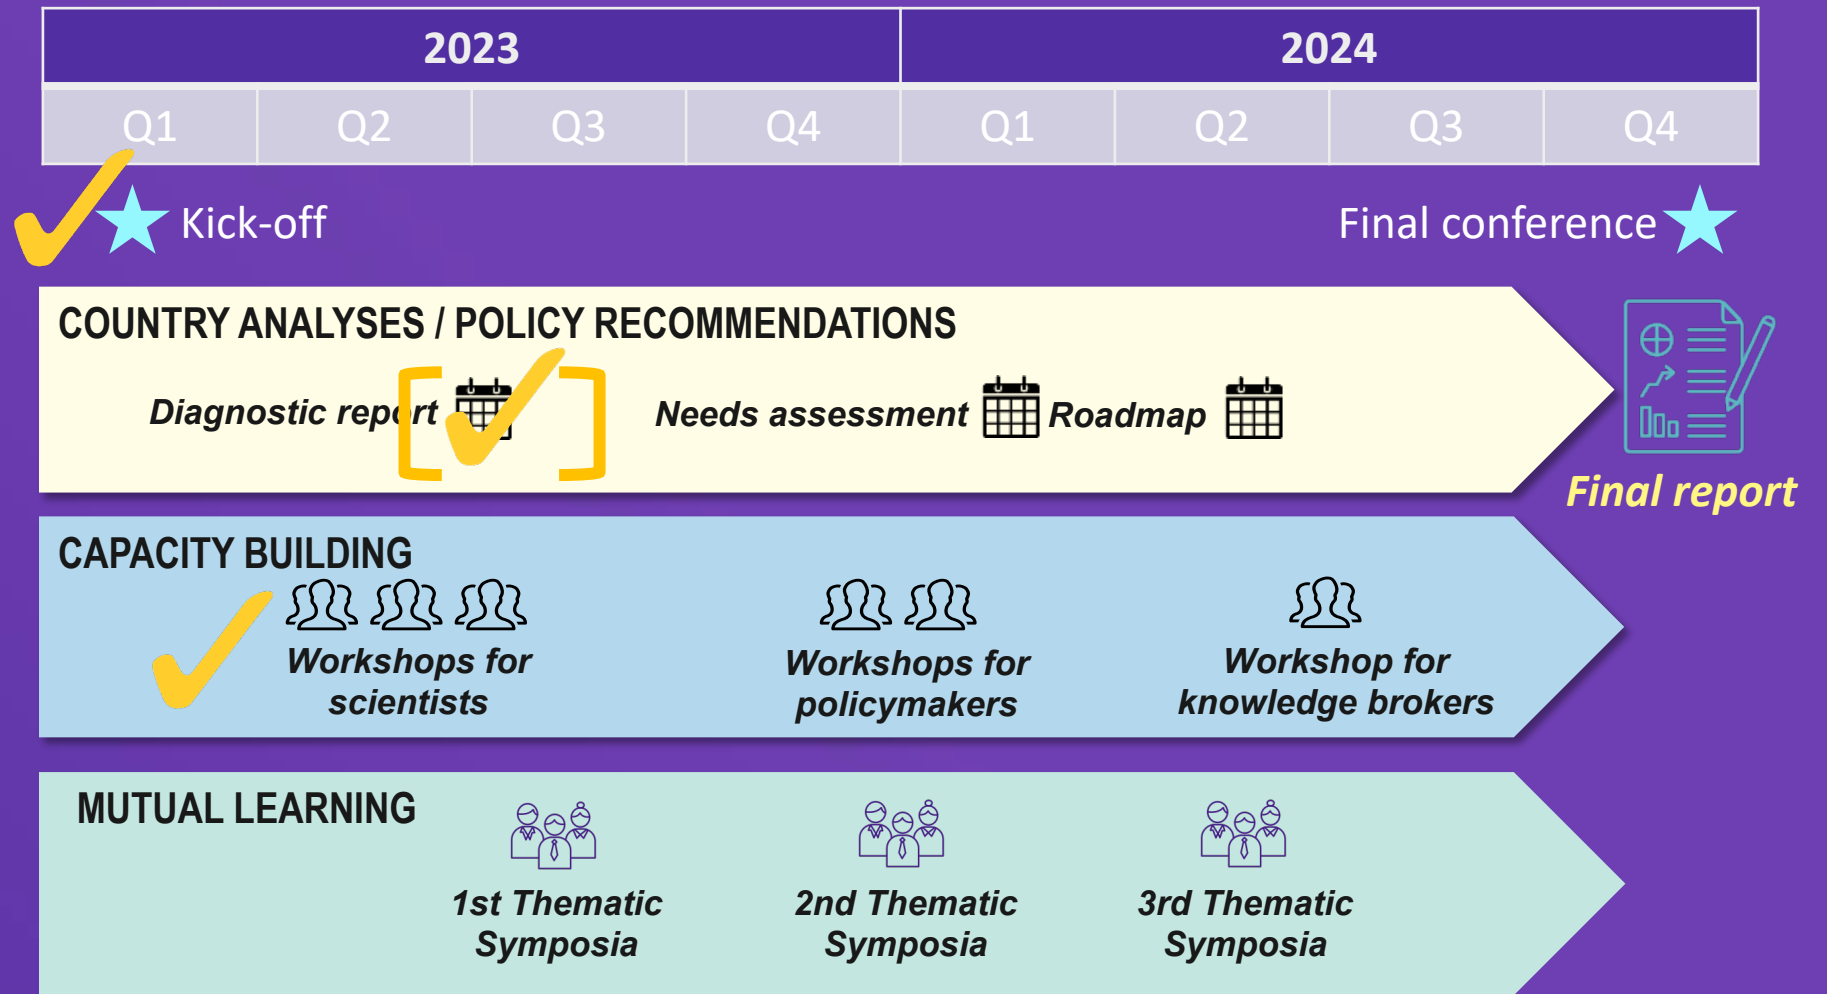 2023 2024
Q1 Q2 Q3 Q4 Q1 Q2 Q3 Q4
Kick-off Final conference
COUNTRY ANALYSES / POLICY RECOMMENDATIONS
Diagnostic report Needs assessment Roadmap
Final report
CAPACITY BUILDING
Workshops for
scientists
Workshops for
policymakers
Workshop for
knowledge brokers
MUTUAL LEARNING
1st Thematic
Symposia
2nd Thematic
Symposia
3rd Thematic
Symposia